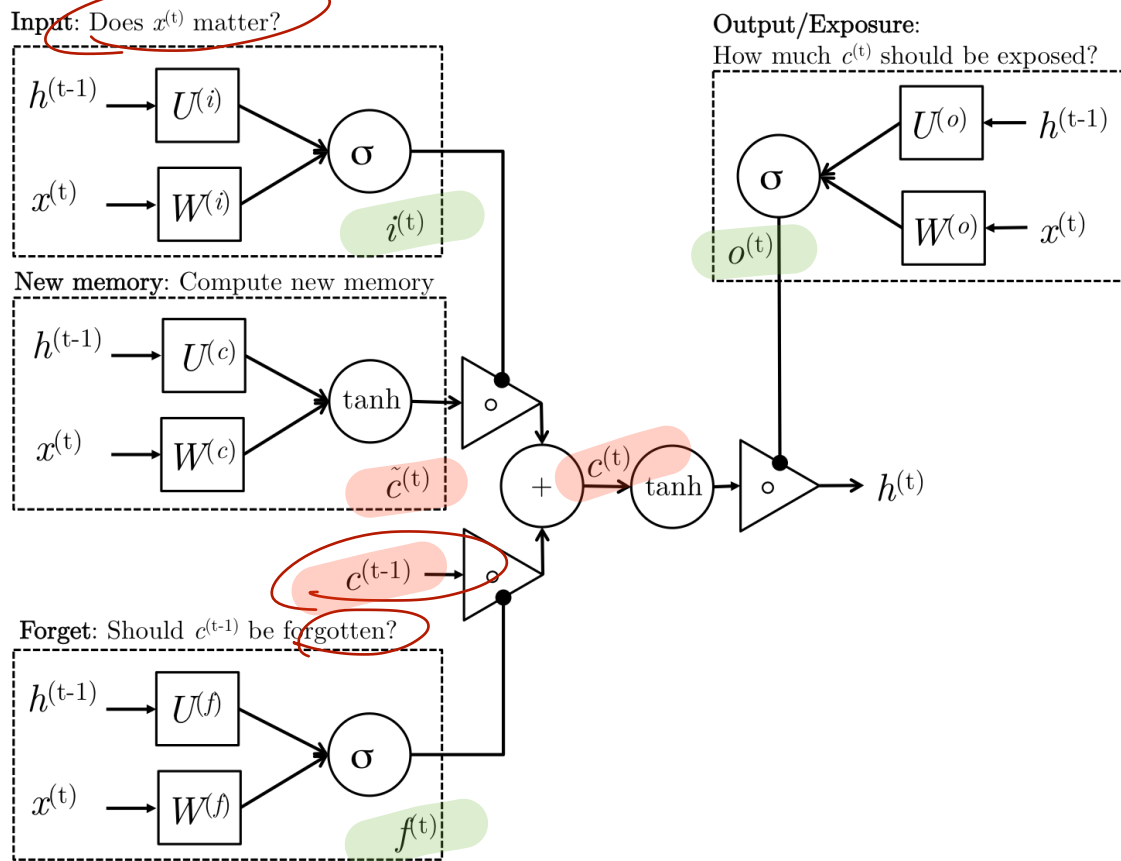 Input: Does x^(t) matter?
h^(t-1)
U^(i)
σ
x^(t)
W^(i)
i^(t)
New memory: Compute new memory
h^(t-1)
U^(c)
tanh
x^(t)
W^(c)
c̃^(t)
c^(t-1)
Forget: Should c^(t-1) be forgotten?
h^(t-1)
U^(f)
σ
x^(t)
W^(f)
f^(t)
+
c^(t)
tanh
h^(t)
Output/Exposure:
How much c^(t) should be exposed?
U^(o)
h^(t-1)
σ
W^(o)
x^(t)
o^(t)